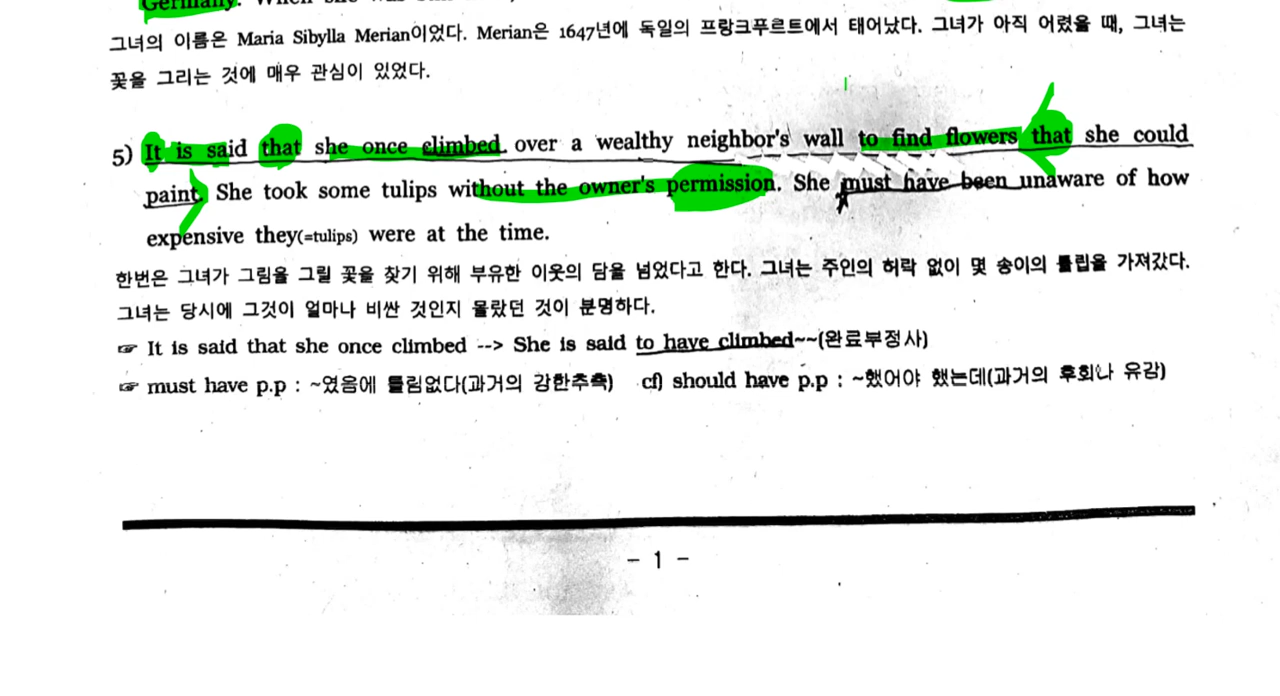 Germany.
그녀의 이름은 Maria Sibylla Merian이었다. Merian은 1647년에 독일의 프랑크푸르트에서 태어났다. 그녀가 아직 어렸을 때, 그녀는
꽃을 그리는 것에 매우 관심이 있었다.
5) It is said that she once climbed over a wealthy neighbor's wall to find flowers that she could
paint. She took some tulips without the owner's permission. She must have been unaware of how
expensive they(=tulips) were at the time.
한번은 그녀가 그림을 그릴 꽃을 찾기 위해 부유한 이웃의 담을 넘었다고 한다. 그녀는 주인의 허락 없이 몇 송이의 튤립을 가져갔다.
그녀는 당시에 그것이 얼마나 비싼 것인지 몰랐던 것이 분명하다.
☞ It is said that she once climbed --> She is said to have climbed~~(완료부정사)
☞ must have p.p : ~였음에 틀림없다(과거의 강한추측) cf) should have p.p : ~했어야 했는데(과거의 후회나 유감)
- 1 -